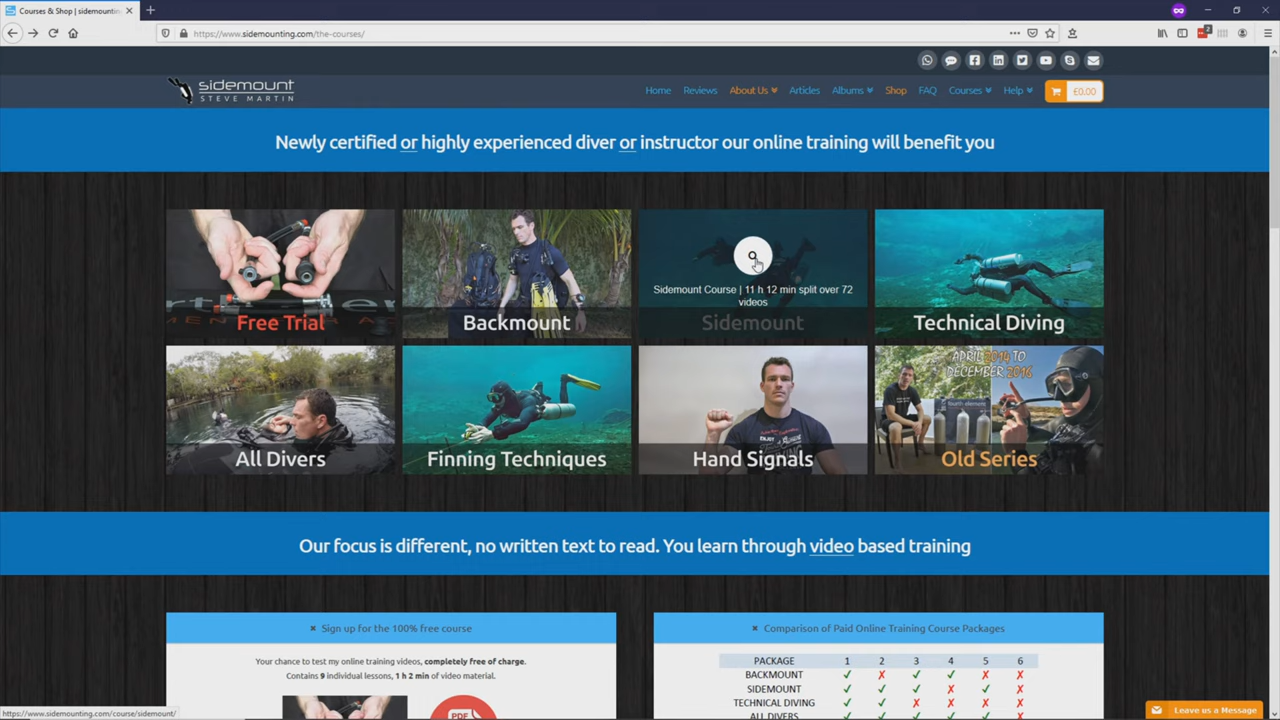 Courses & Shop | sidemountin
https://www.sidemounting.com/the-courses/
2
sidemount
STEVE MARTIN
Home Reviews About Us Articles Albums Shop FAQ Courses Help £0.00
Newly certified or highly experienced diver or instructor our online training will benefit you
Free Trial
Backmount
Sidemount Course | 11 h 12 min split over 72
videos
Sidemount
Technical Diving
All Divers
Finning Techniques
Hand Signals
APRIL 2014 TO
DECEMBER 2016
fourth element
Old Series
Our focus is different, no written text to read. You learn through video based training
Sign up for the 100% free course
Your chance to test my online training videos, completely free of charge.
Contains 9 individual lessons, 1 h 2 min of video material.
PDF
Comparison of Paid Online Training Course Packages
PACKAGE 1 2 3 4 5 6
BACKMOUNT ✓ ✗ ✓ ✓ ✗ ✗
SIDEMOUNT ✓ ✓ ✓ ✗ ✓ ✗
TECHNICAL DIVING ✓ ✓ ✗ ✗ ✗ ✗
ALL DIVERS
Leave us a Message
https://www.sidemounting.com/course/sidemount/